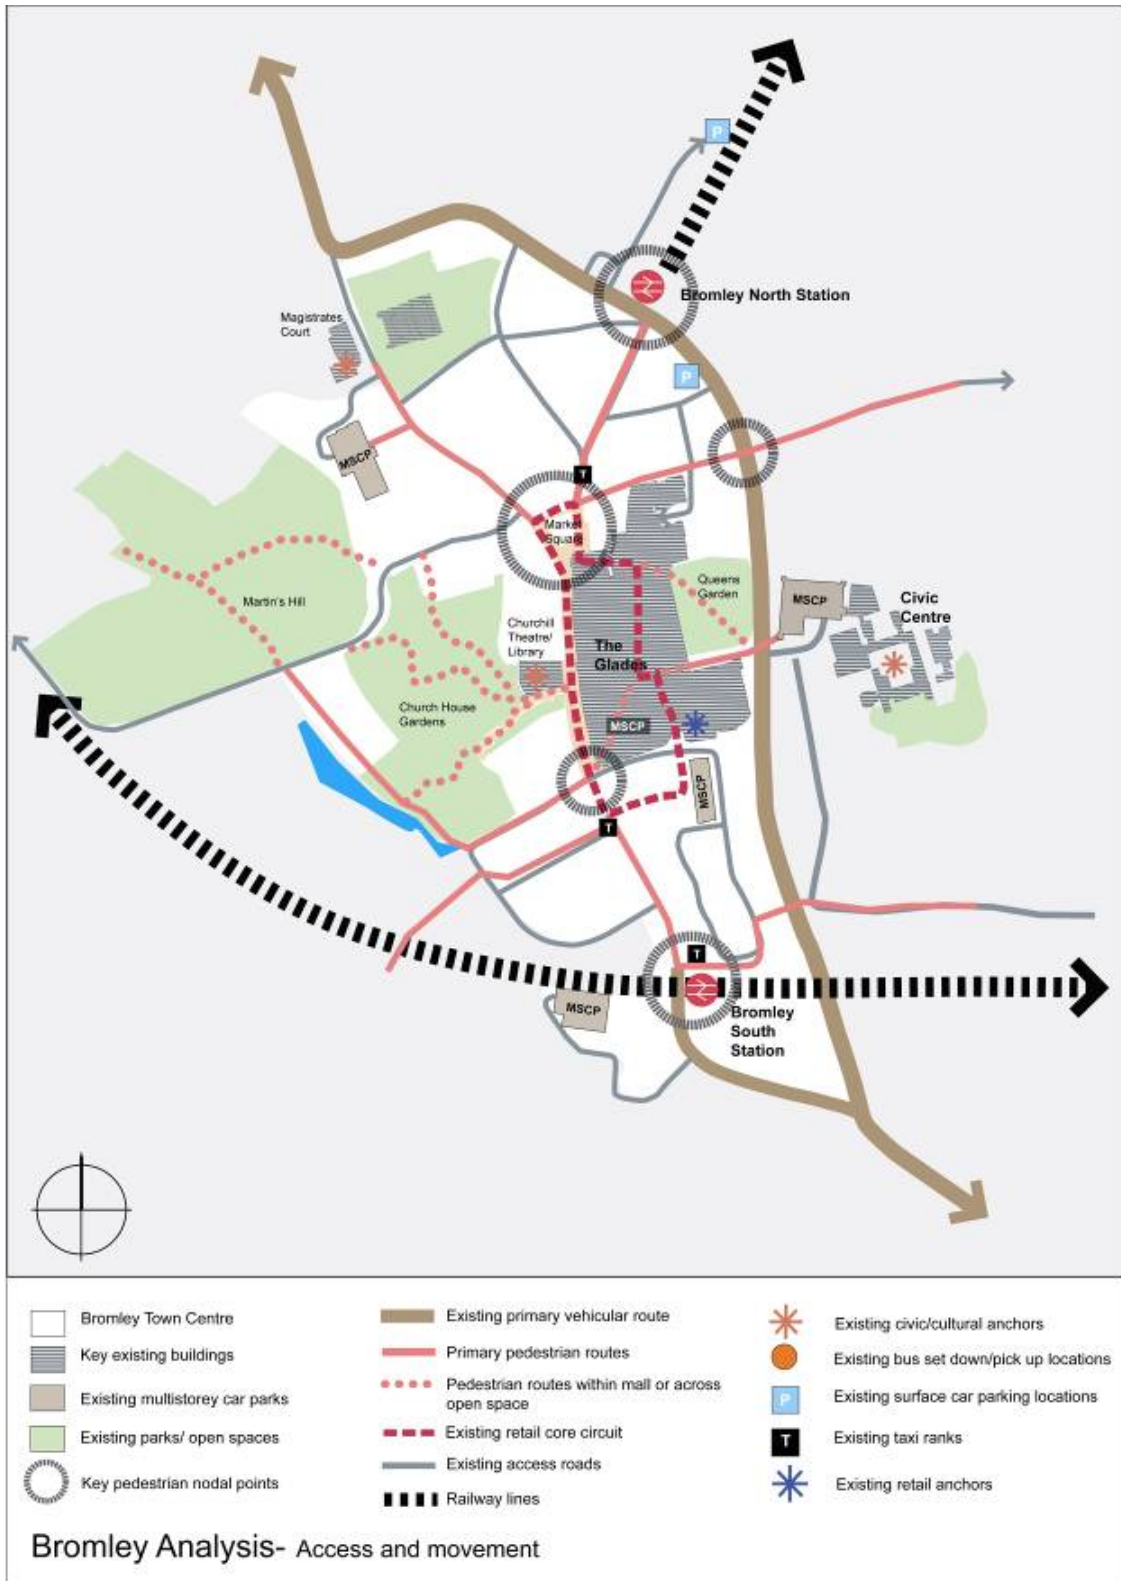 P
Bromley North Station
Magistrates
Court
P
MSCP
T
Market
Square
Queens
Garden
Martin's Hill
MSCP
Civic
Centre
Churchill
Theatre/
Library
The
Glades
Church House
Gardens
MSCP
MSCP
T
T
MSCP
Bromley
South
Station
Bromley Town Centre
Key existing buildings
Existing multistorey car parks
Existing parks/ open spaces
Key pedestrian nodal points
Existing primary vehicular route
Primary pedestrian routes
Pedestrian routes within mall or across
open space
Existing retail core circuit
Existing access roads
Railway lines
Existing civic/cultural anchors
Existing bus set down/pick up locations
P
Existing surface car parking locations
T
Existing taxi ranks
Existing retail anchors
Bromley Analysis- Access and movement